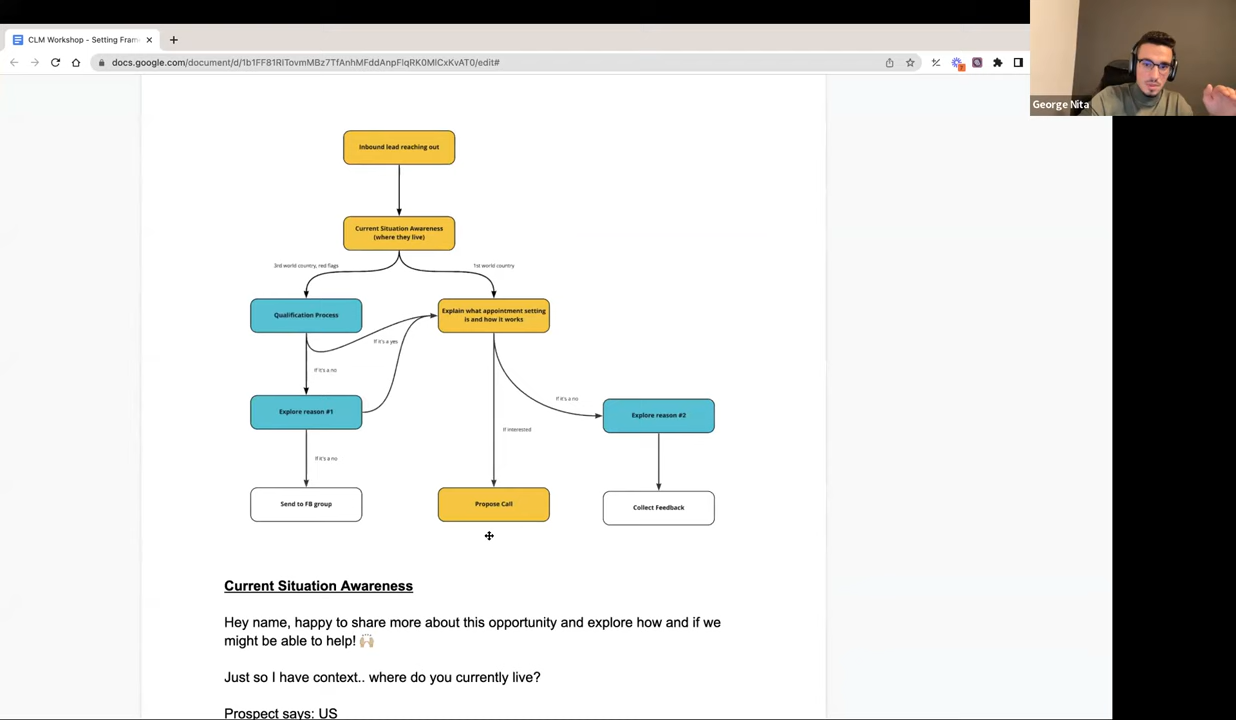 CLM Workshop - Setting Fram
docs.google.com/document/d/1b1FF81RlTovmMBz7TfAnhMFddAnpFlqRK0MlCxKvAT0/edit#
George Nita
Inbound lead reaching out
Current Situation Awareness
(where they live)
3rd world country, red flags
1st world country
Qualification Process
Explain what appointment setting
is and how it works
If it's a yes
If it's a no
If it's a no
Explore reason #1
Explore reason #2
If interested
If it's a no
Send to FB group
Propose Call
Collect Feedback
Current Situation Awareness
Hey name, happy to share more about this opportunity and explore how and if we
might be able to help! 🙌🏼
Just so I have context.. where do you currently live?
Prospect says: US